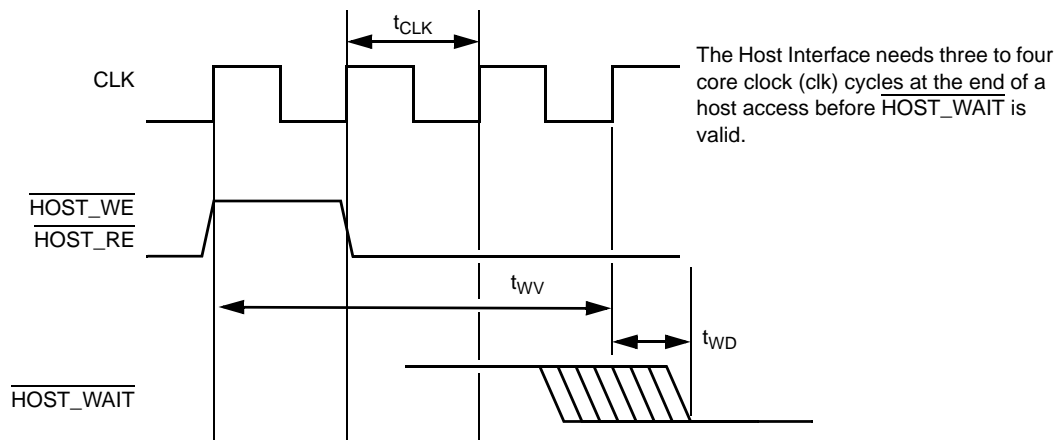 tCLK
CLK
The Host Interface needs three to four
core clock (clk) cycles at the end of a
host access before HOST_WAIT is
valid.
HOST_WE
HOST_RE
tWV
tWD
HOST_WAIT